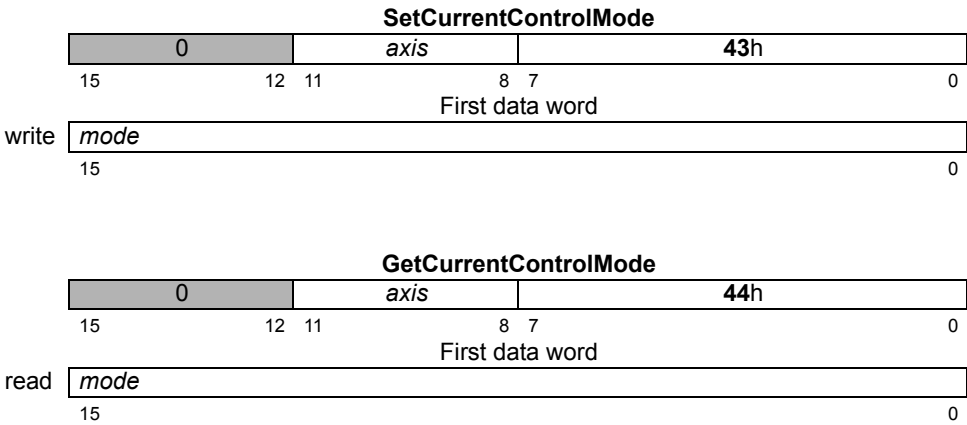 SetCurrentControlMode
0 axis 43h
15 12 11 8 7 0
First data word
write mode
15 0
GetCurrentControlMode
0 axis 44h
15 12 11 8 7 0
First data word
read mode
15 0